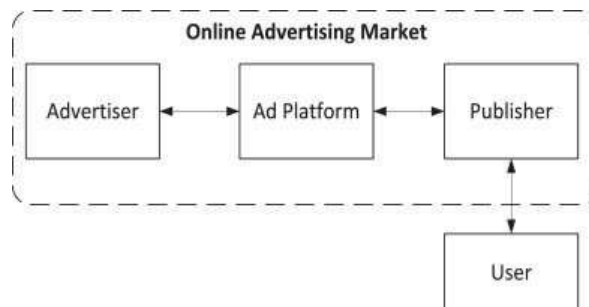 Online Advertising Market
Advertiser
Ad Platform
Publisher
User